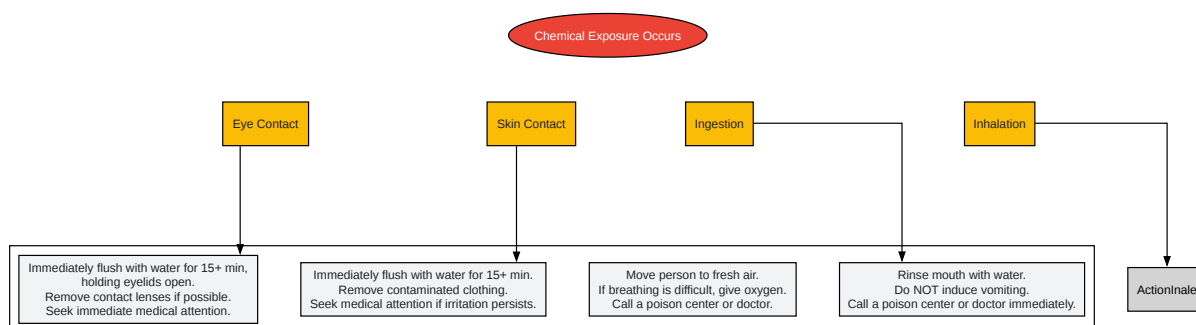 Chemical Exposure Occurs
Eye Contact
Skin Contact
Ingestion
Inhalation
Immediately flush with water for 15+ min,
holding eyelids open.
Remove contact lenses if possible.
Seek immediate medical attention.
Immediately flush with water for 15+ min.
Remove contaminated clothing.
Seek medical attention if irritation persists.
Move person to fresh air.
If breathing is difficult, give oxygen.
Call a poison center or doctor.
Rinse mouth with water.
Do NOT induce vomiting.
Call a poison center or doctor immediately.
ActionInale